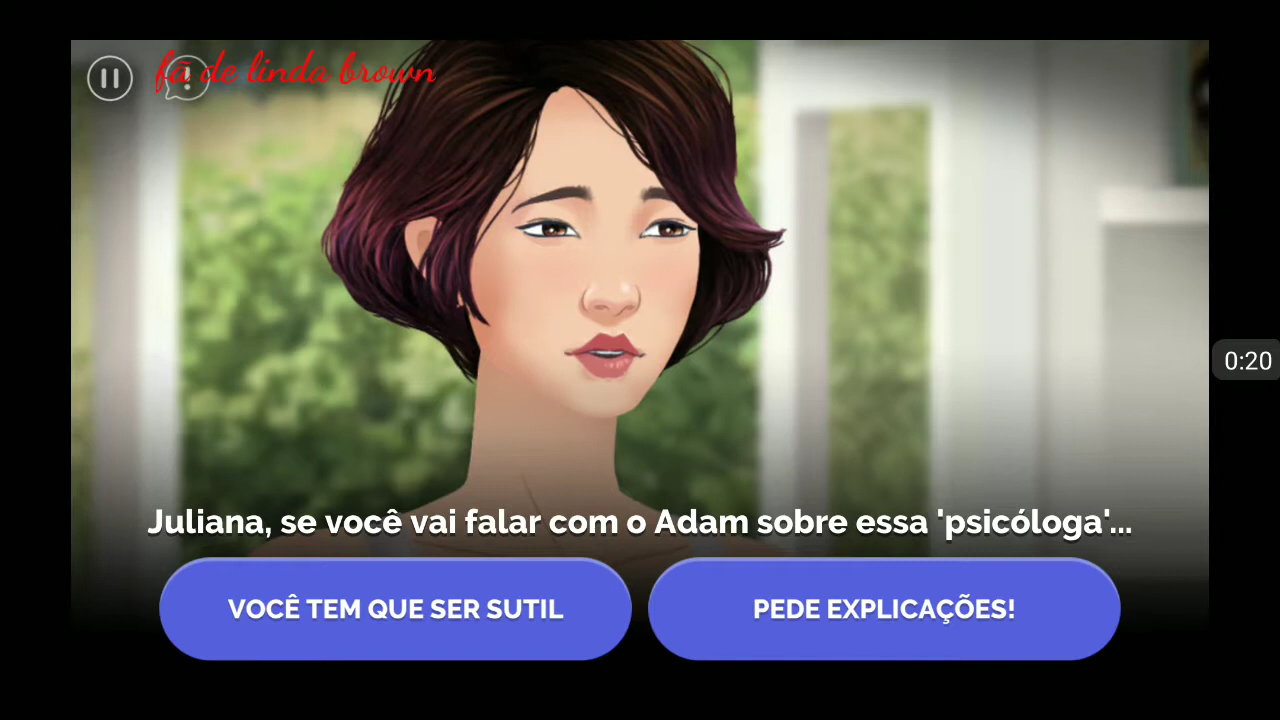 fã de linda brown
0:20
Juliana, se você vai falar com o Adam sobre essa 'psicóloga'...
VOCÊ TEM QUE SER SUTIL
PEDE EXPLICAÇÕES!